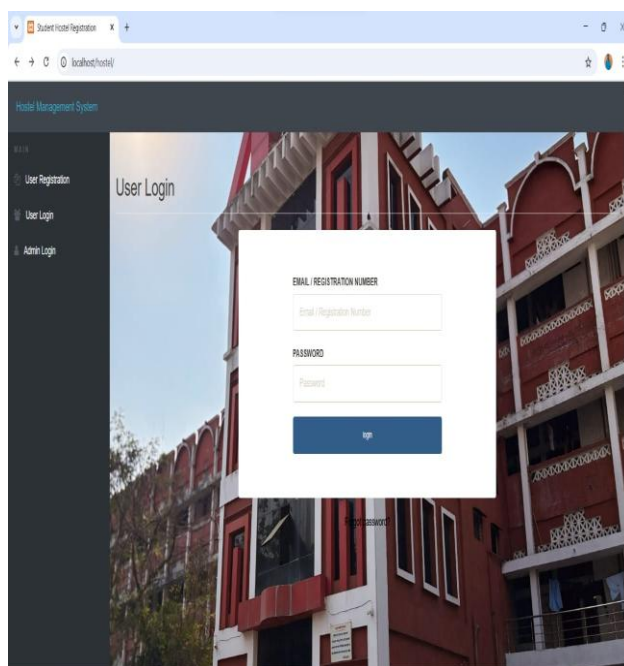 Student Hostel Registration
localhost/hostel/
Hostel Management System
MAIN
User Registration
User Login
Admin Login
User Login
EMAIL / REGISTRATION NUMBER
Email / Registration Number
PASSWORD
Password
login
Forgot password?